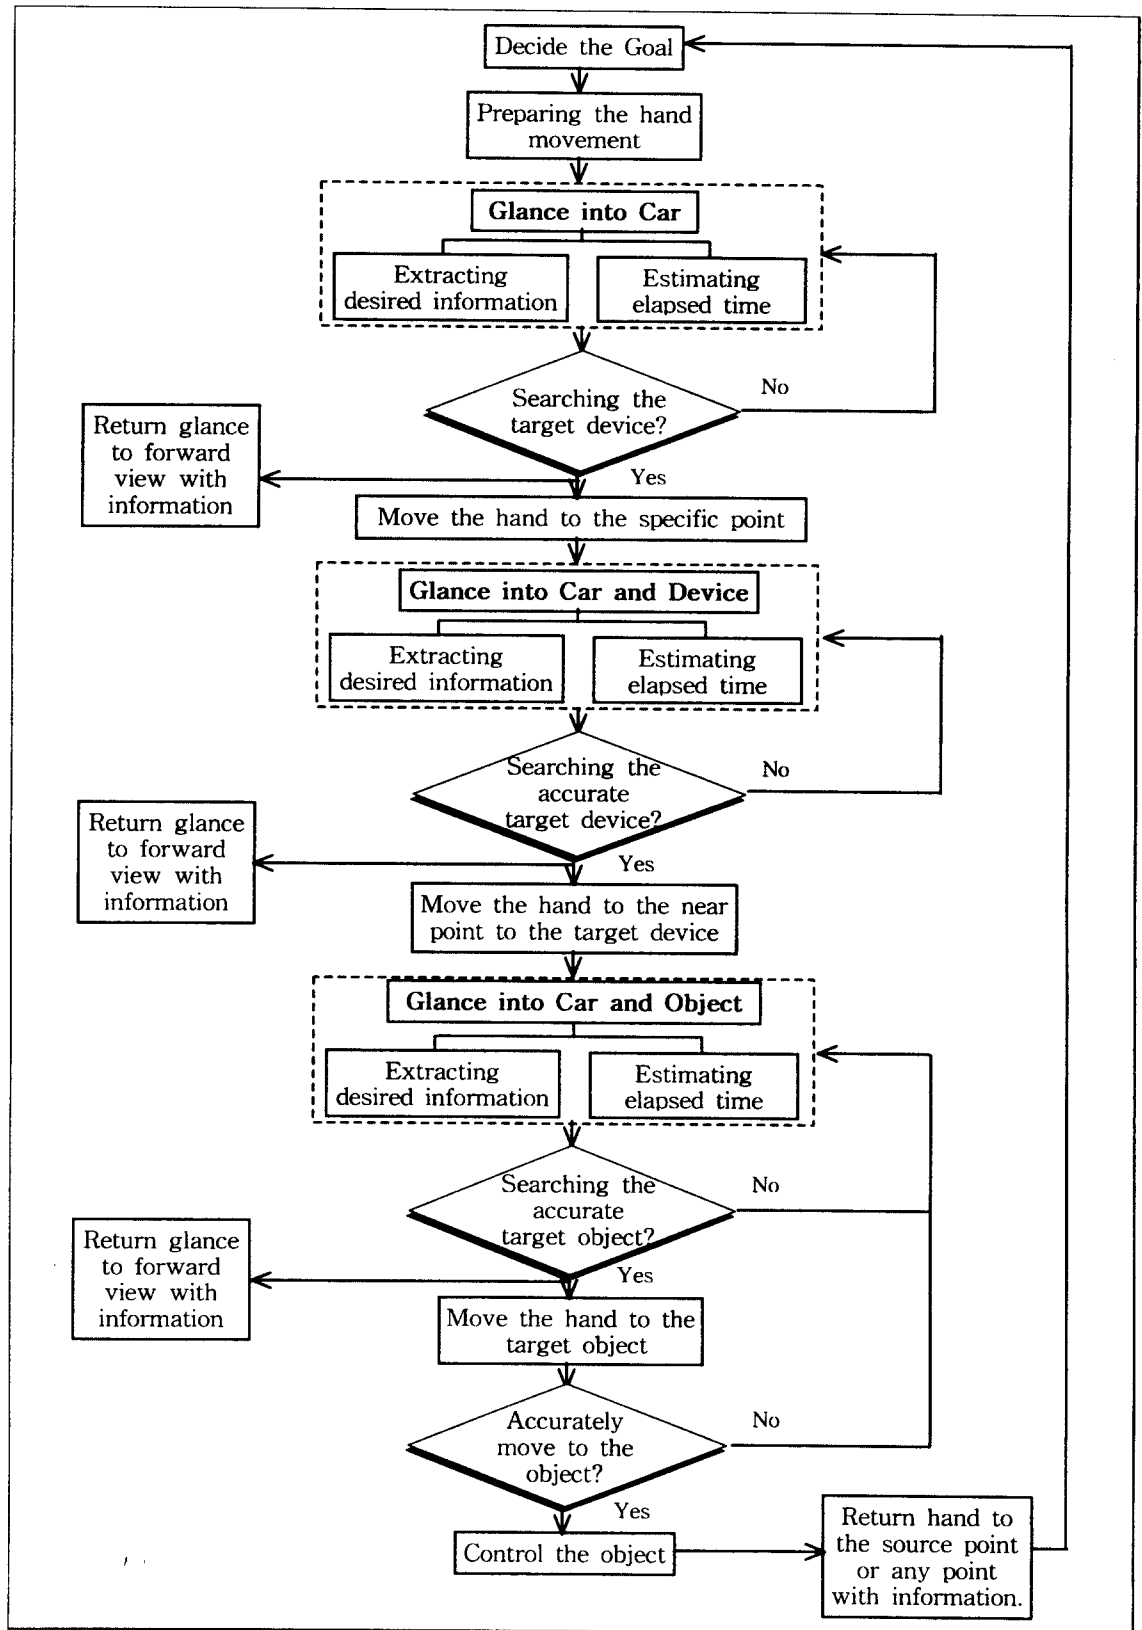 Decide the Goal
Preparing the hand
movement
Glance into Car
Extracting
desired information
Estimating
elapsed time
Searching the
target device?
No
Return glance
to forward
view with
information
Yes
Move the hand to the specific point
Glance into Car and Device
Extracting
desired information
Estimating
elapsed time
Searching the
accurate
target device?
No
Return glance
to forward
view with
information
Yes
Move the hand to the near
point to the target device
Glance into Car and Object
Extracting
desired information
Estimating
elapsed time
Searching the
accurate
target object?
No
Return glance
to forward
view with
information
Yes
Move the hand to the
target object
Accurately
move to the
object?
No
Yes
Control the object
Return hand to
the source point
or any point
with information.